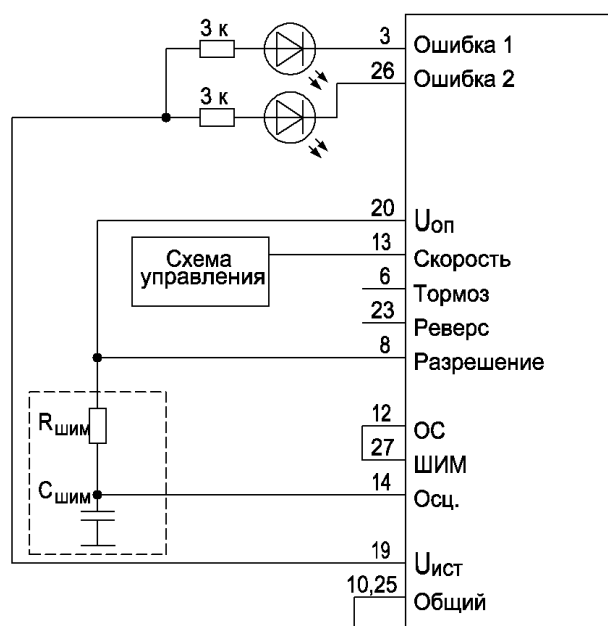 3 к
3
Ошибка 1
26
Ошибка 2
3 к
20
Uоп
Схема
управления
13
Скорость
6
Тормоз
23
Реверс
8
Разрешение
RШИМ
12
ОС
27
ШИМ
CШИМ
14
Осц.
19
UИСТ
10,25
Общий